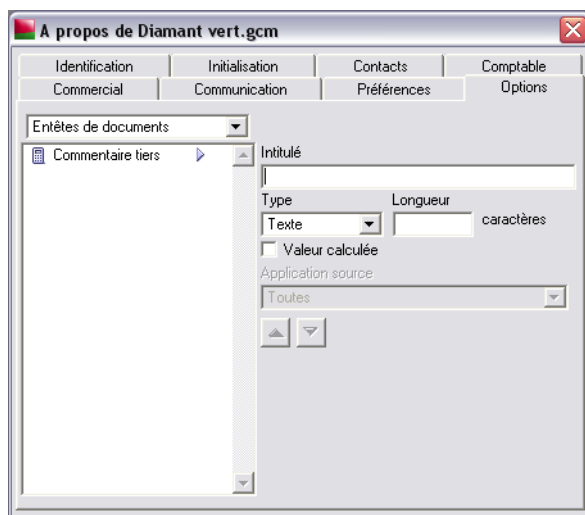 A propos de Diamant vert.gcm
Identification Initialisation Contacts Comptable
Commercial Communication Préférences Options
Entêtes de documents
Commentaire tiers
Intitulé
Type Longueur
Texte caractères
Valeur calculée
Application source
Toutes